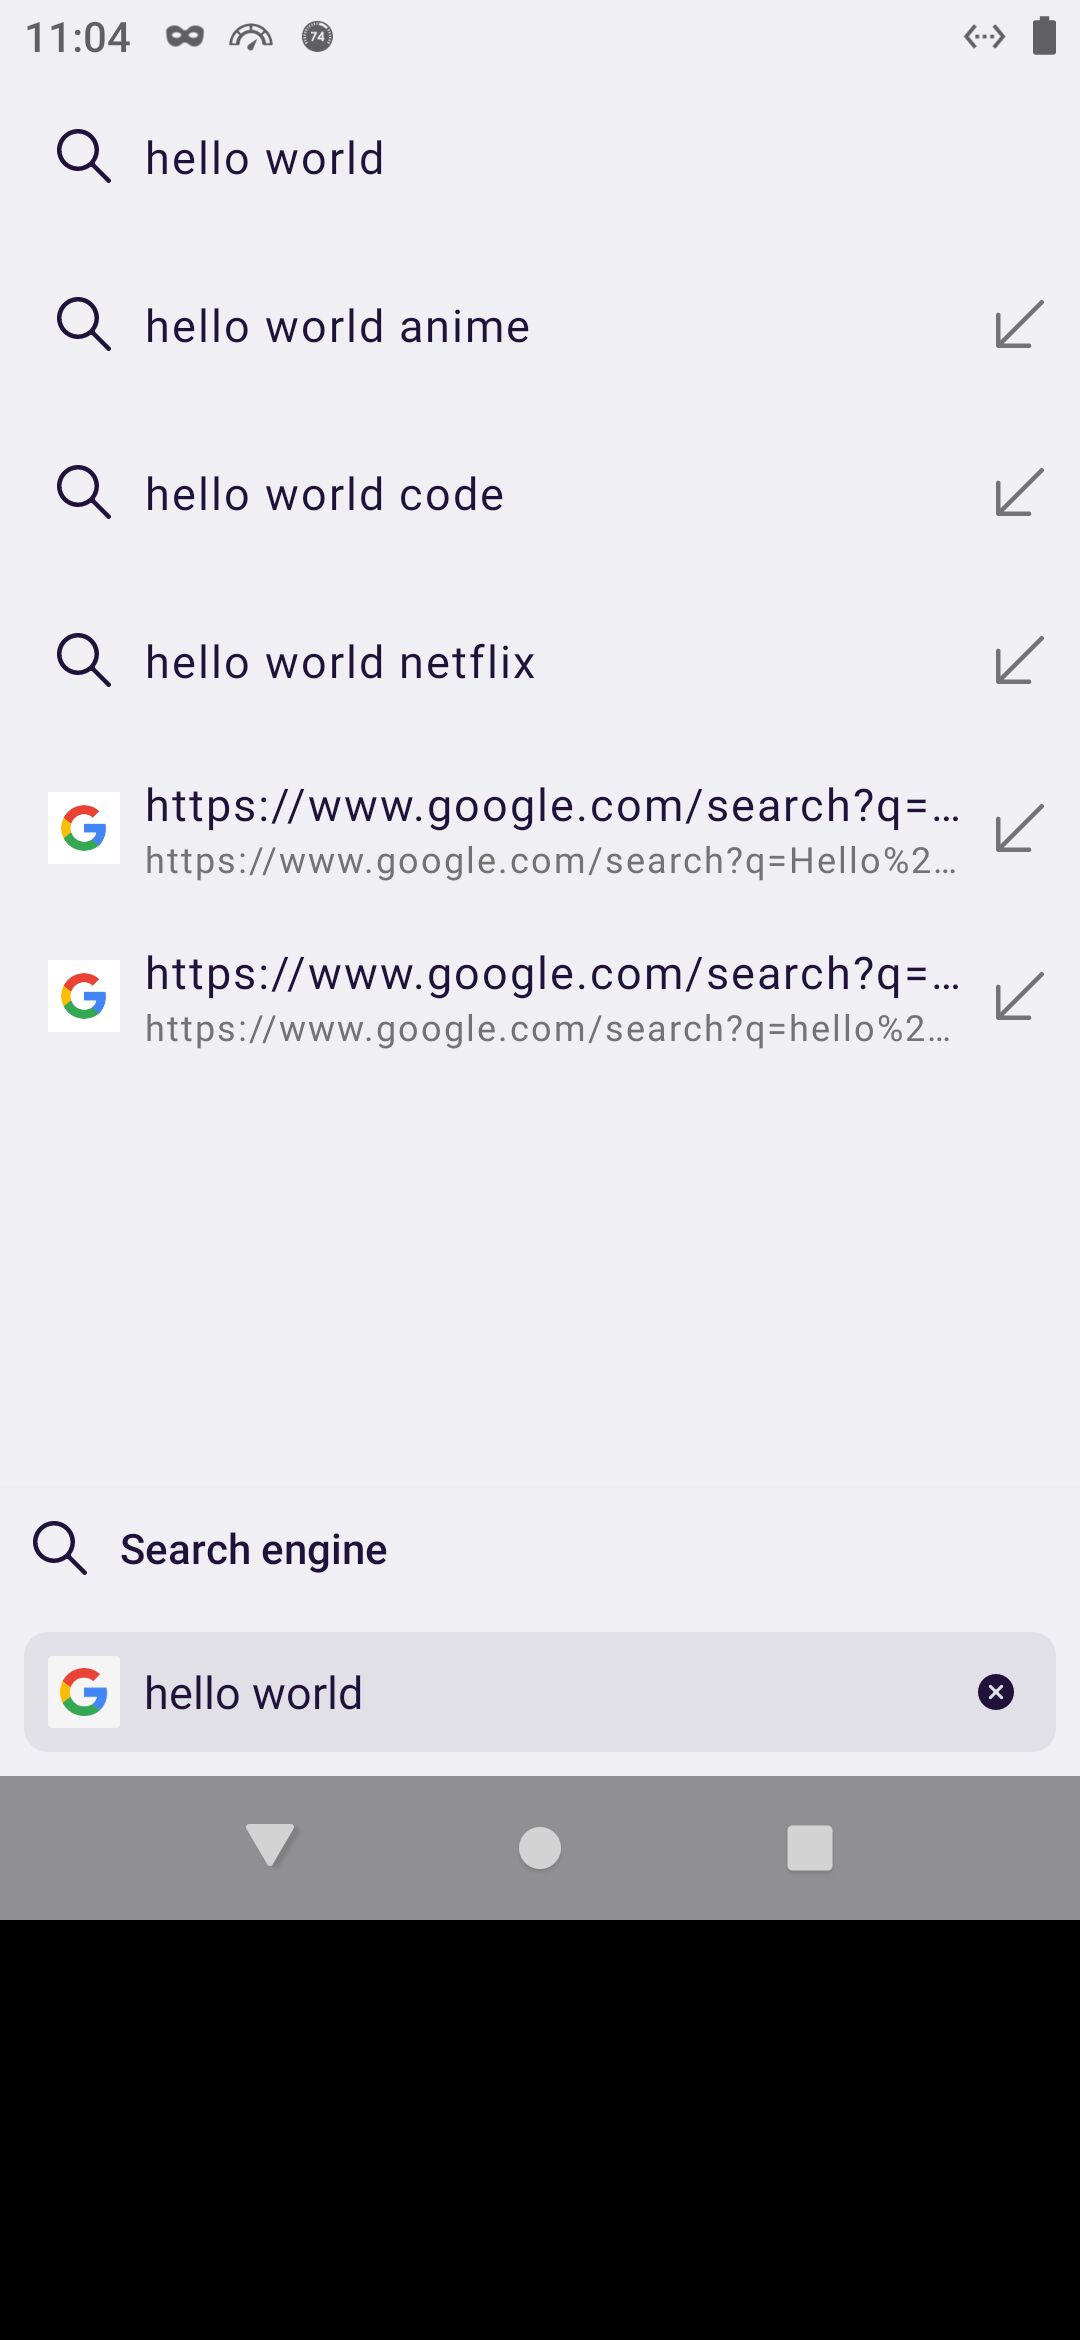 11:04
74
hello world
hello world anime
hello world code
hello world netflix
https://www.google.com/search?q=…
https://www.google.com/search?q=Hello%2…
https://www.google.com/search?q=…
https://www.google.com/search?q=hello%2…
Search engine
hello world